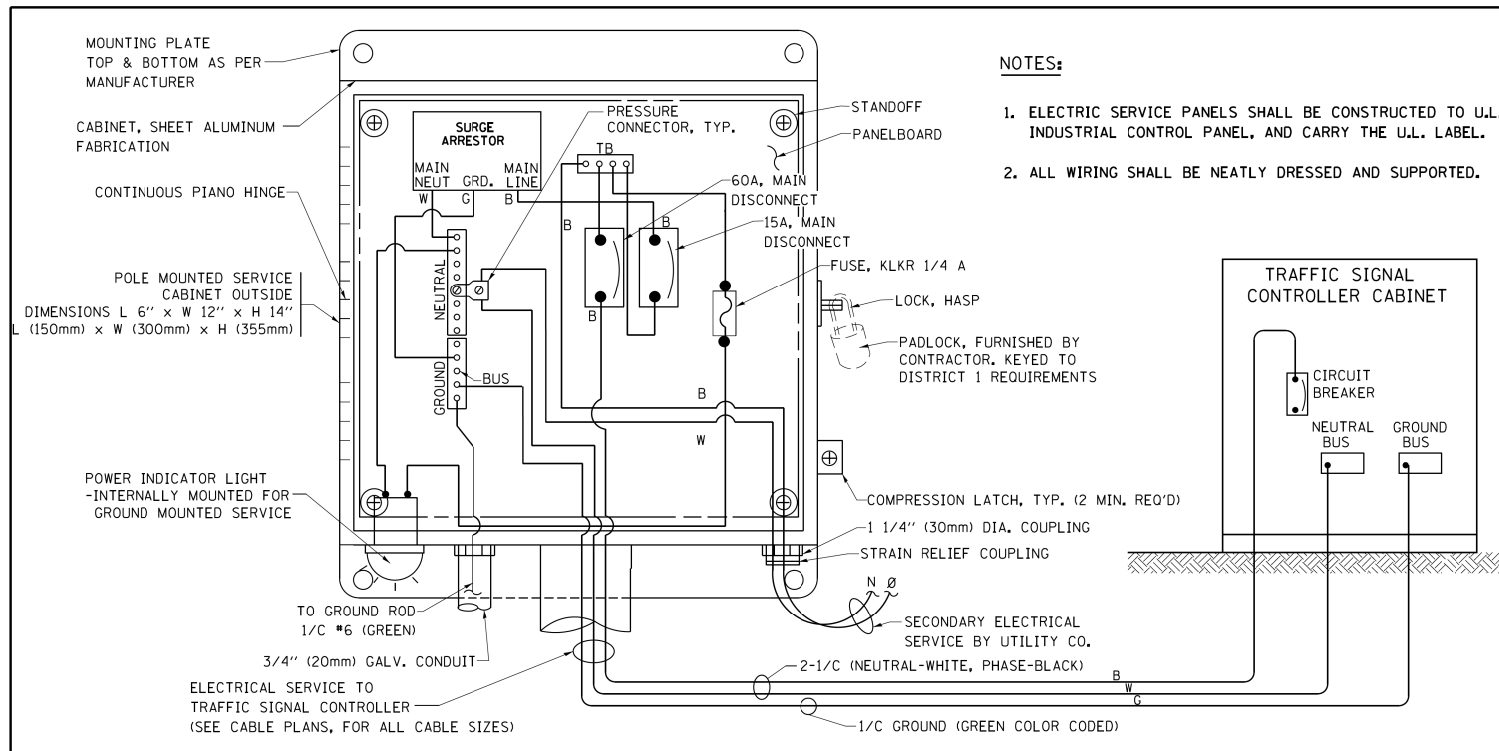 MOUNTING PLATE
TOP & BOTTOM AS PER
MANUFACTURER
CABINET, SHEET ALUMINUM
FABRICATION
CONTINUOUS PIANO HINGE
POLE MOUNTED SERVICE
CABINET OUTSIDE
DIMENSIONS L 6" x W 12" x H 14"
L (150mm) x W (300mm) x H (355mm)
POWER INDICATOR LIGHT
-INTERNALLY MOUNTED FOR
GROUND MOUNTED SERVICE
SURGE
ARRESTOR
MAIN
NEUT
GRD.
MAIN
LINE
W
G
B
PRESSURE
CONNECTOR, TYP.
TB
NEUTRAL
GROUND
BUS
B
B
B
B
W
STANDOFF
PANELBOARD
60A, MAIN
DISCONNECT
15A, MAIN
DISCONNECT
FUSE, KLKR 1/4 A
LOCK, HASP
PADLOCK, FURNISHED BY
CONTRACTOR. KEYED TO
DISTRICT 1 REQUIREMENTS
COMPRESSION LATCH, TYP. (2 MIN. REQ'D)
1 1/4" (30mm) DIA. COUPLING
STRAIN RELIEF COUPLING
N Ø
SECONDARY ELECTRICAL
SERVICE BY UTILITY CO.
TO GROUND ROD
1/C #6 (GREEN)
3/4" (20mm) GALV. CONDUIT
ELECTRICAL SERVICE TO
TRAFFIC SIGNAL CONTROLLER
(SEE CABLE PLANS, FOR ALL CABLE SIZES)
2-1/C (NEUTRAL-WHITE, PHASE-BLACK)
1/C GROUND (GREEN COLOR CODED)
B
W
G
NOTES:
1. ELECTRIC SERVICE PANELS SHALL BE CONSTRUCTED TO U.L.
INDUSTRIAL CONTROL PANEL, AND CARRY THE U.L. LABEL.
2. ALL WIRING SHALL BE NEATLY DRESSED AND SUPPORTED.
TRAFFIC SIGNAL
CONTROLLER CABINET
CIRCUIT
BREAKER
NEUTRAL
BUS
GROUND
BUS